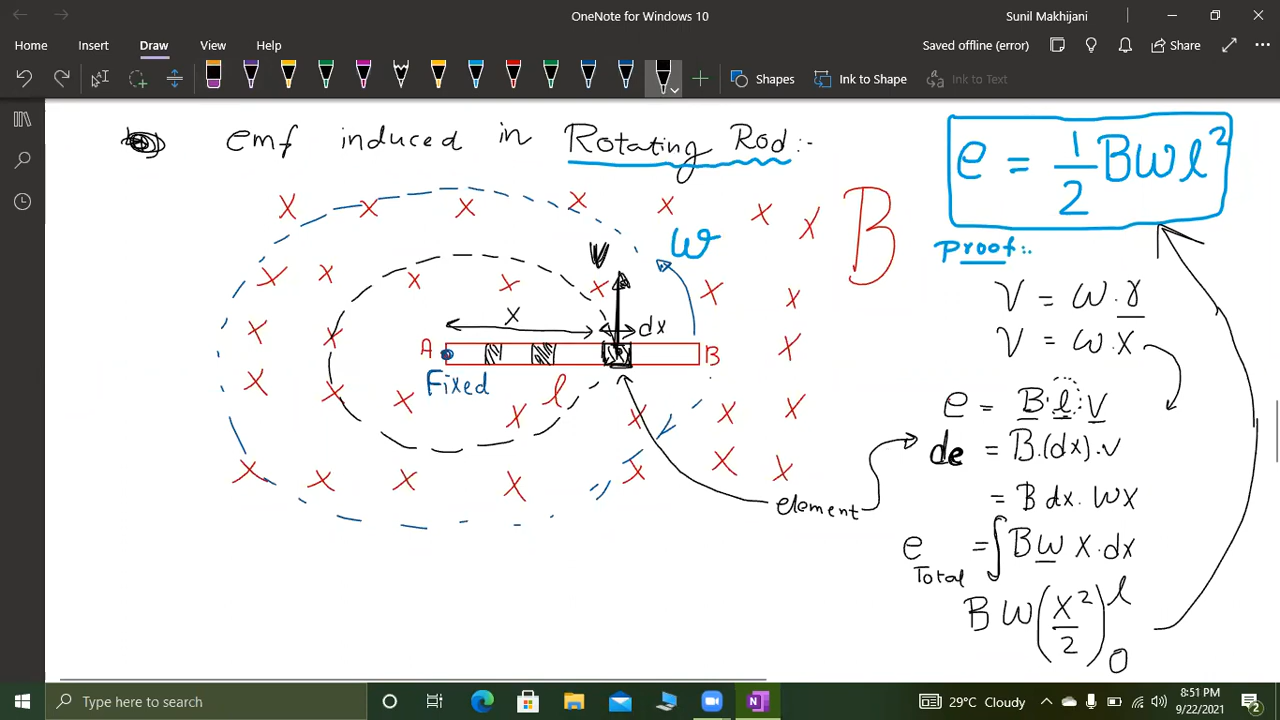 OneNote for Windows 10
Sunil Makhijani
Home Insert Draw View Help
Saved offline (error)
Share
Shapes
Ink to Shape
Ink to Text
emf induced in Rotating Rod:-
e = 1/2 Bωl²
Proof:.
B
ω
V
V = ω.r
V = ω.x
x
dx
A
B
Fixed
l
e = B.l.v
de = B.(dx).v
= B dx. ωx
element
e Total = ∫ Bω x.dx
Bω(x²/2)₀ˡ
Type here to search
29°C Cloudy
8:51 PM
9/22/2021
2